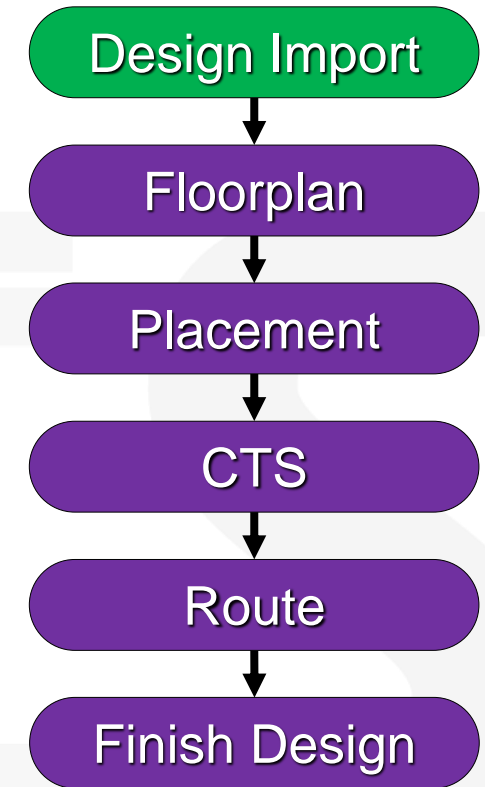 Design Import
Floorplan
Placement
CTS
Route
Finish Design